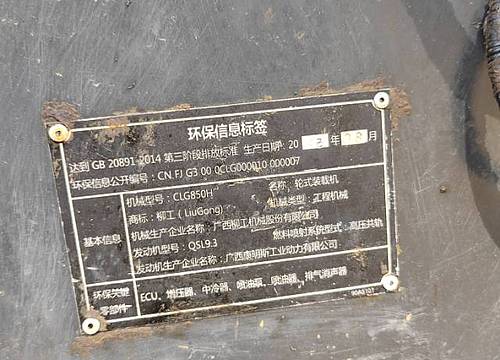 环保信息标签
达到 GB 20891-2014 第三阶段排放标准 生产日期: 20 年 月
环保信息公开编号: CN FJ G3 00 0CLG000010 000007
机械型号: CLG850H 名称: 轮式装载机
商标: 柳工 (LiuGong) 机械类型: 工程机械
基本信息
机械生产企业名称: 广西柳工机械股份有限公司
发动机型号: QSL9.3 燃料喷射系统型式: 高压共轨
发动机生产企业名称: 广西康明斯工业动力有限公司
环保关键
零部件
ECU、增压器、中冷器、喷油泵、喷油器、排气消声器